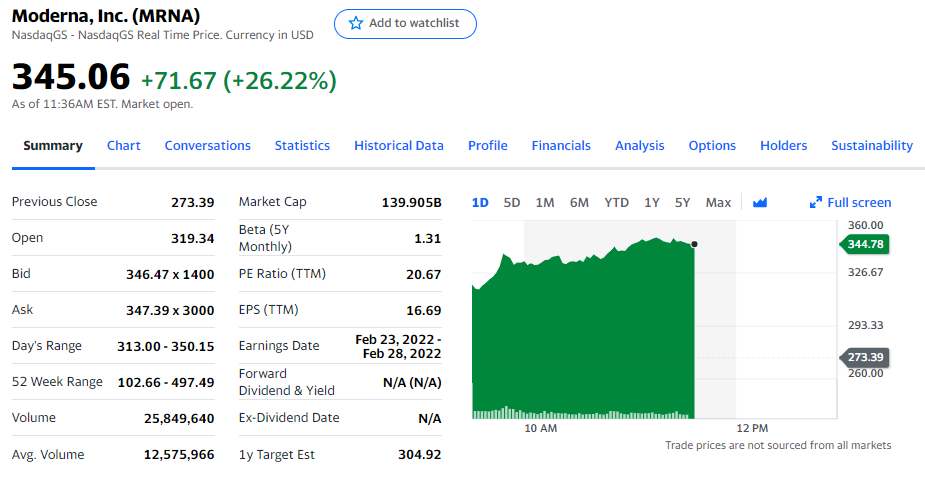 Moderna, Inc. (MRNA)
Add to watchlist
NasdaqGS - NasdaqGS Real Time Price. Currency in USD
345.06 +71.67 (+26.22%)
As of 11:36AM EST. Market open.
Summary Chart Conversations Statistics Historical Data Profile Financials Analysis Options Holders Sustainability
Previous Close 273.39
Open 319.34
Bid 346.47 x 1400
Ask 347.39 x 3000
Day's Range 313.00 - 350.15
52 Week Range 102.66 - 497.49
Volume 25,849,640
Avg. Volume 12,575,966
Market Cap 139.905B
Beta (5Y
Monthly) 1.31
PE Ratio (TTM) 20.67
EPS (TTM) 16.69
Earnings Date Feb 23, 2022 -
Feb 28, 2022
Forward
Dividend & Yield N/A (N/A)
Ex-Dividend Date N/A
1y Target Est 304.92
1D 5D 1M 6M YTD 1Y 5Y Max Full screen
360.00
344.78
326.67
293.33
273.39
260.00
10 AM 12 PM
Trade prices are not sourced from all markets